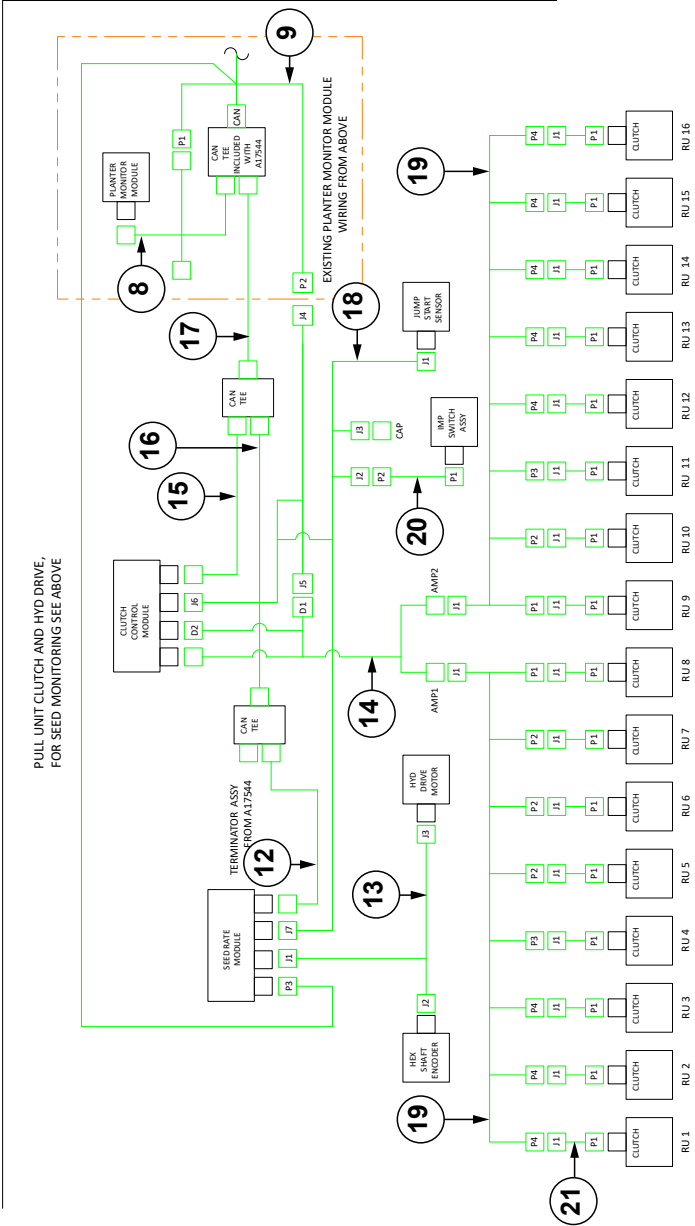 PULL UNIT CLUTCH AND HYD DRIVE,
FOR SEED MONITORING SEE ABOVE
9
PLANTER
MONITOR
MODULE
P1
CAN
TEE
INCLUDED
WITH
A17544
CAN
8
P2
EXISTING PLANTER MONITOR MODULE
WIRING FROM ABOVE
17
J4
18
CAN
TEE
16
15
JUMP
START
SENSOR
J1
J3
CAP
J2
P2
20
IMP
SWITCH
ASSY
P1
CLUTCH
CONTROL
MODULE
J6
D2
J5
D1
14
AMP2
J1
AMP1
J1
CAN
TEE
TERMINATOR ASSY
FROM A17544
12
SEED RATE
MODULE
J7
J1
P3
HYD
DRIVE
MOTOR
J3
13
J2
HEX
SHAFT
ENCODER
19
19
21
P4 P4 P4 P3 P2 P2 P2 P1 P1 P2 P3 P4 P4 P4 P4 P4
J1 J1 J1 J1 J1 J1 J1 J1 J1 J1 J1 J1 J1 J1 J1 J1
P1 P1 P1 P1 P1 P1 P1 P1 P1 P1 P1 P1 P1 P1 P1 P1
CLUTCH CLUTCH CLUTCH CLUTCH CLUTCH CLUTCH CLUTCH CLUTCH CLUTCH CLUTCH CLUTCH CLUTCH CLUTCH CLUTCH CLUTCH CLUTCH
RU 1 RU 2 RU 3 RU 4 RU 5 RU 6 RU 7 RU 8 RU 9 RU 10 RU 11 RU 12 RU 13 RU 14 RU 15 RU 16